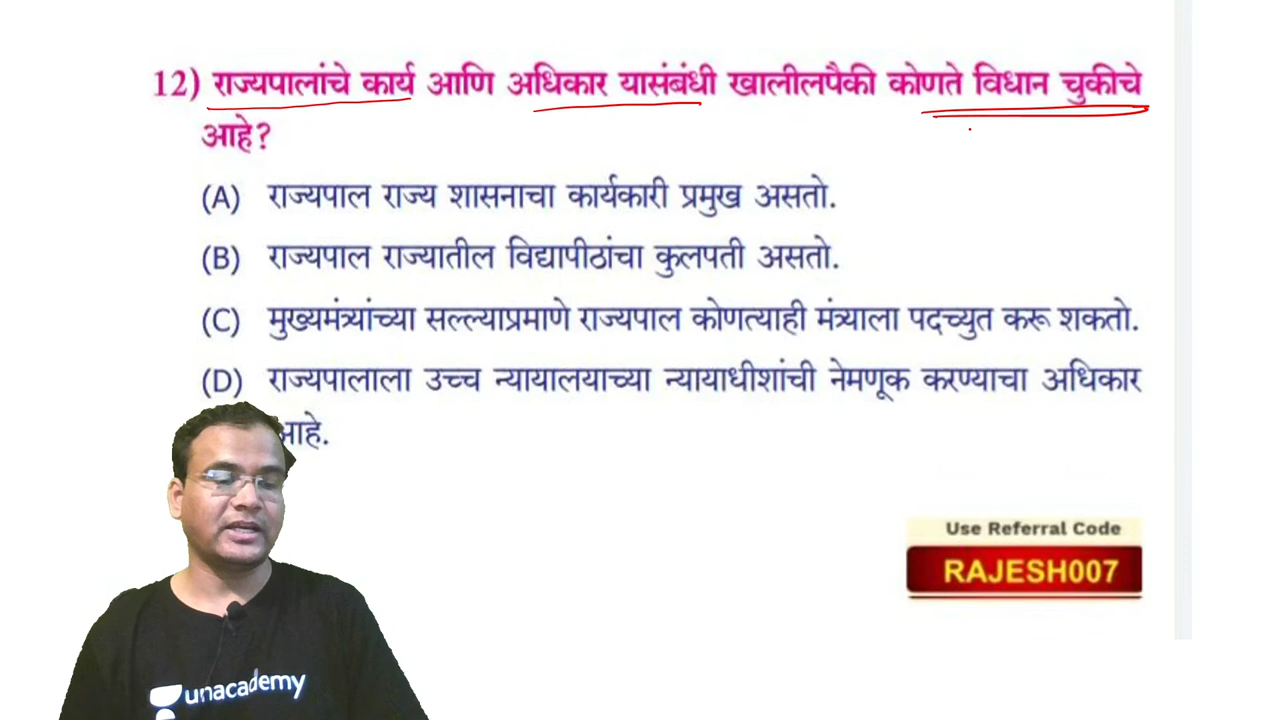 12) राज्यपालांचे कार्य आणि अधिकार यासंबंधी खालीलपैकी कोणते विधान चुकीचे
आहे?
(A) राज्यपाल राज्य शासनाचा कार्यकारी प्रमुख असतो.
(B) राज्यपाल राज्यातील विद्यापीठांचा कुलपती असतो.
(C) मुख्यमंत्र्यांच्या सल्ल्याप्रमाणे राज्यपाल कोणत्याही मंत्र्याला पदच्युत करू शकतो.
(D) राज्यपालाला उच्च न्यायालयाच्या न्यायाधीशांची नेमणूक करण्याचा अधिकार
आहे.
Use Referral Code
RAJESH007
unacademy